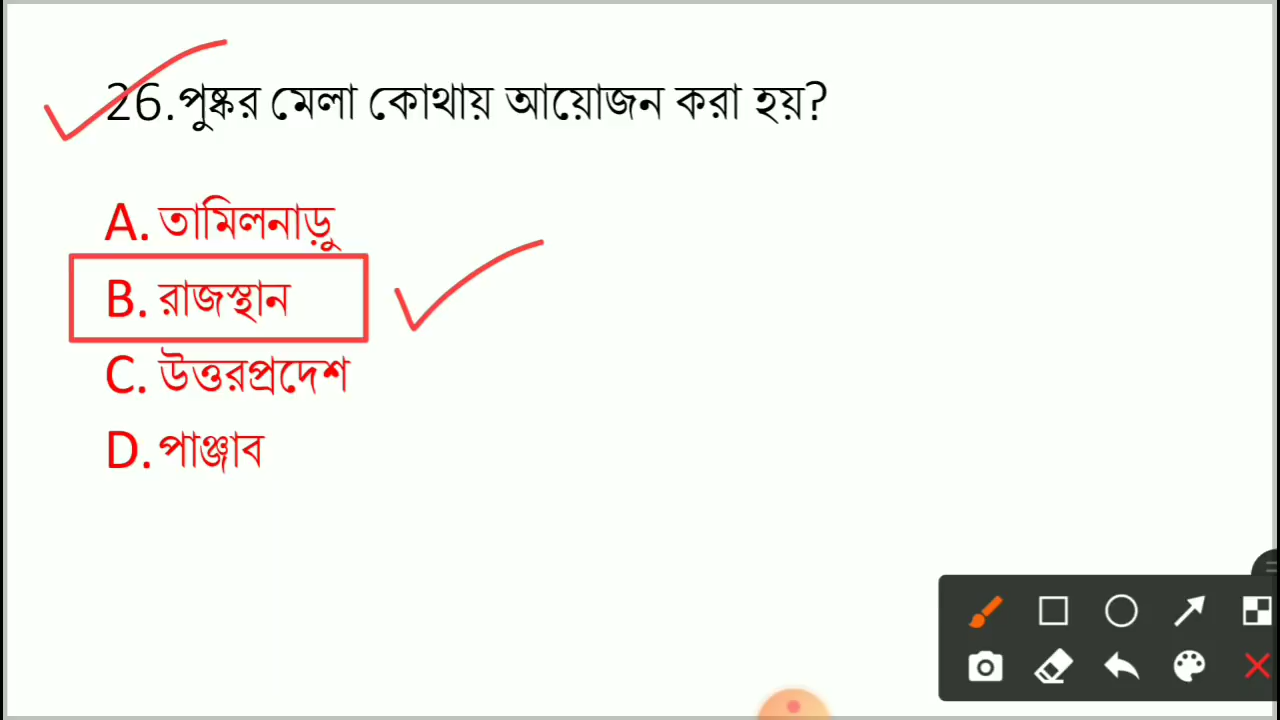 26.পুষ্কর মেলা কোথায় আয়োজন করা হয়?
A. তামিলনাড়ু
B. রাজস্থান
C. উত্তরপ্রদেশ
D. পাঞ্জাব